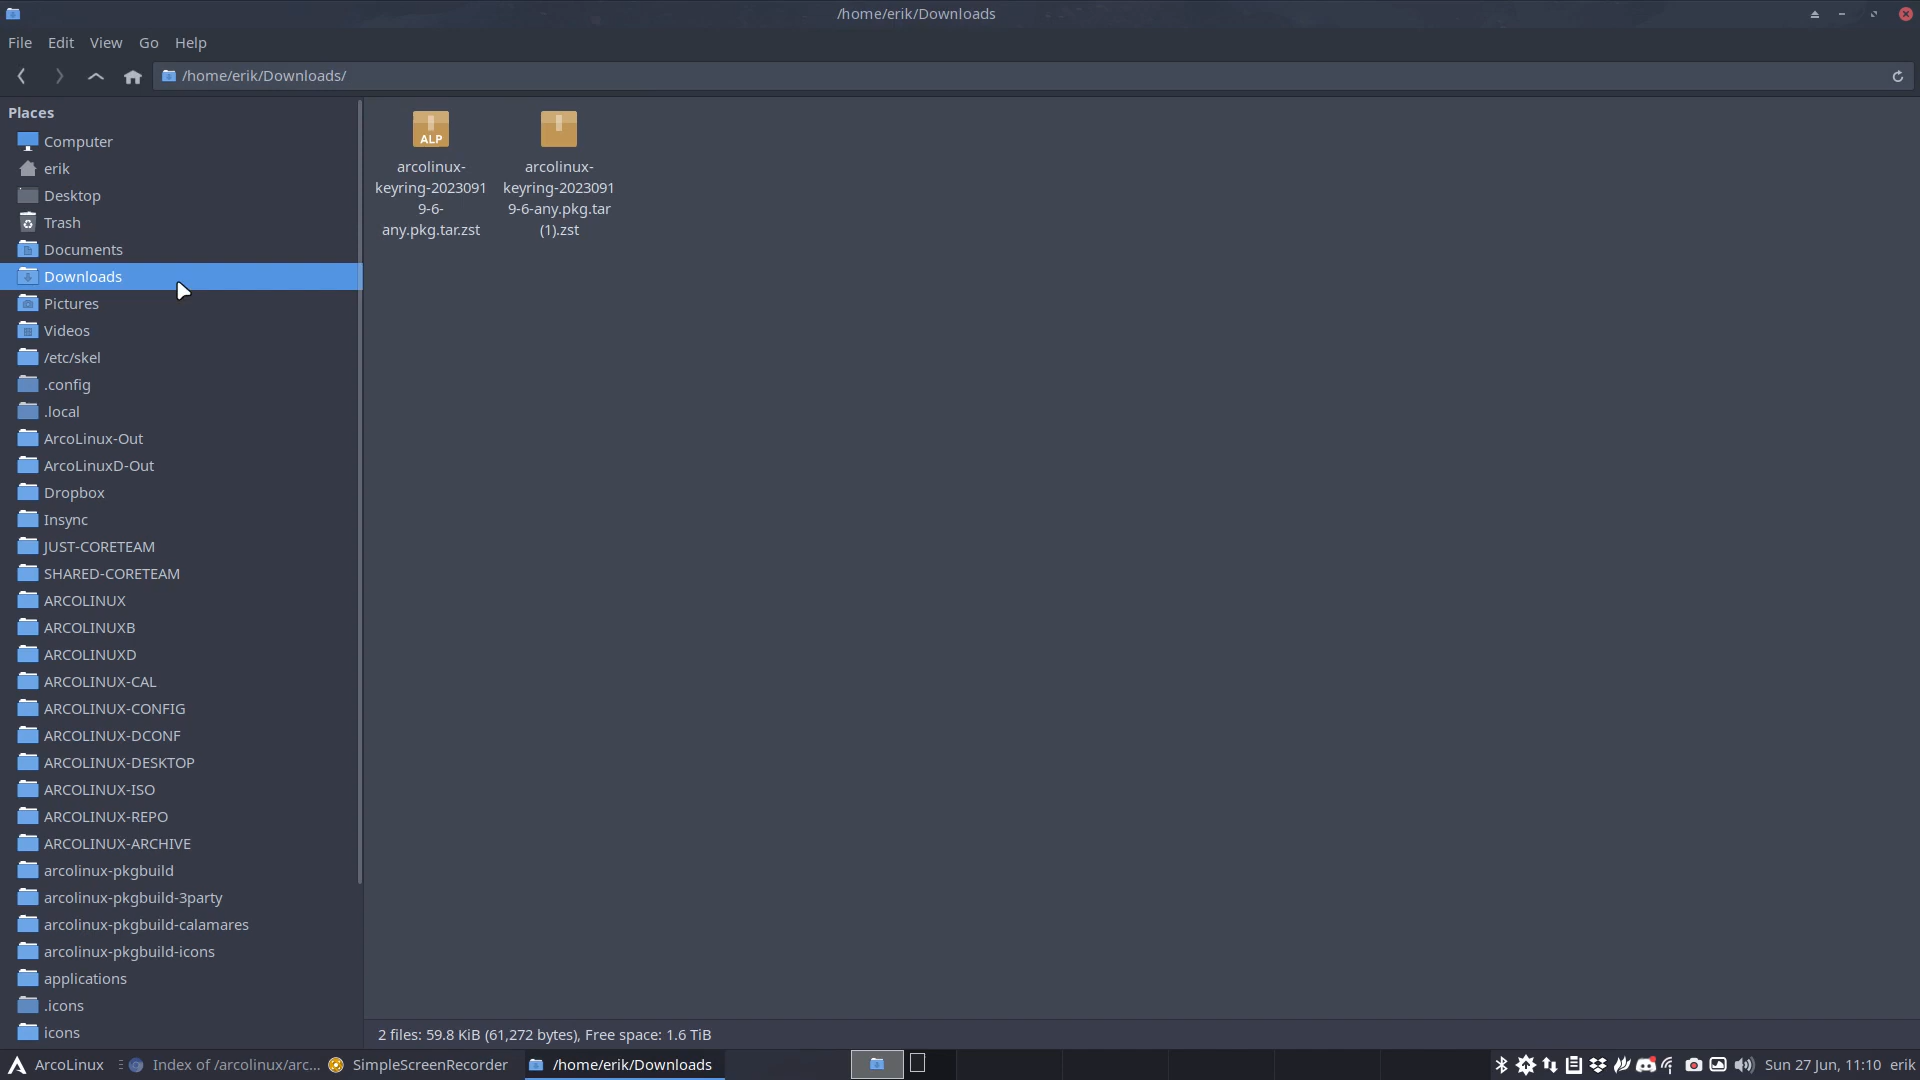 /home/erik/Downloads
File Edit View Go Help
/home/erik/Downloads/
Places
Computer
erik
Desktop
Trash
Documents
Downloads
Pictures
Videos
/etc/skel
.config
.local
ArcoLinux-Out
ArcoLinuxD-Out
Dropbox
Insync
JUST-CORETEAM
SHARED-CORETEAM
ARCOLINUX
ARCOLINUXB
ARCOLINUXD
ARCOLINUX-CAL
ARCOLINUX-CONFIG
ARCOLINUX-DCONF
ARCOLINUX-DESKTOP
ARCOLINUX-ISO
ARCOLINUX-REPO
ARCOLINUX-ARCHIVE
arcolinux-pkgbuild
arcolinux-pkgbuild-3party
arcolinux-pkgbuild-calamares
arcolinux-pkgbuild-icons
applications
.icons
icons
ALP
arcolinux-
keyring-2023091
9-6-
any.pkg.tar.zst
arcolinux-
keyring-2023091
9-6-any.pkg.tar
(1).zst
2 files: 59.8 KiB (61,272 bytes), Free space: 1.6 TiB
ArcoLinux Index of /arcolinux/arc... SimpleScreenRecorder /home/erik/Downloads Sun 27 Jun, 11:10 erik